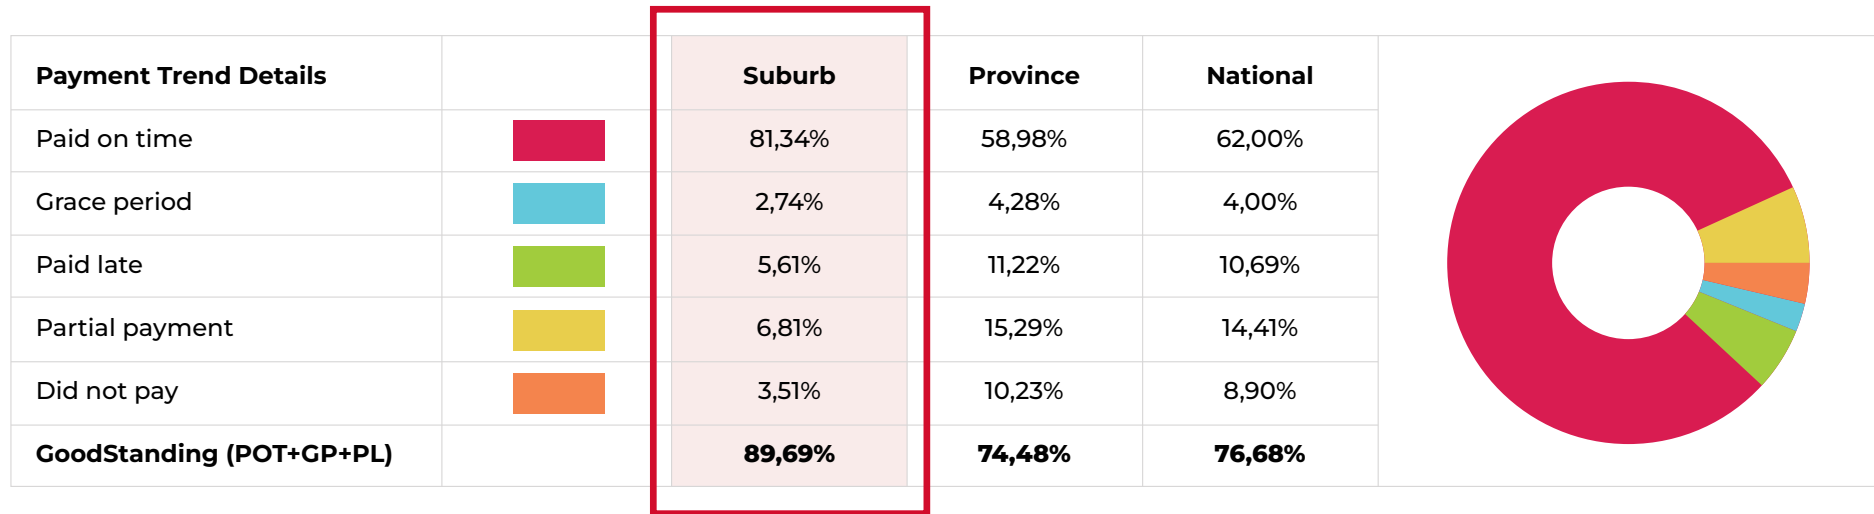 Payment Trend Details Suburb Province National
Paid on time 81,34% 58,98% 62,00%
Grace period 2,74% 4,28% 4,00%
Paid late 5,61% 11,22% 10,69%
Partial payment 6,81% 15,29% 14,41%
Did not pay 3,51% 10,23% 8,90%
GoodStanding (POT+GP+PL) 89,69% 74,48% 76,68%